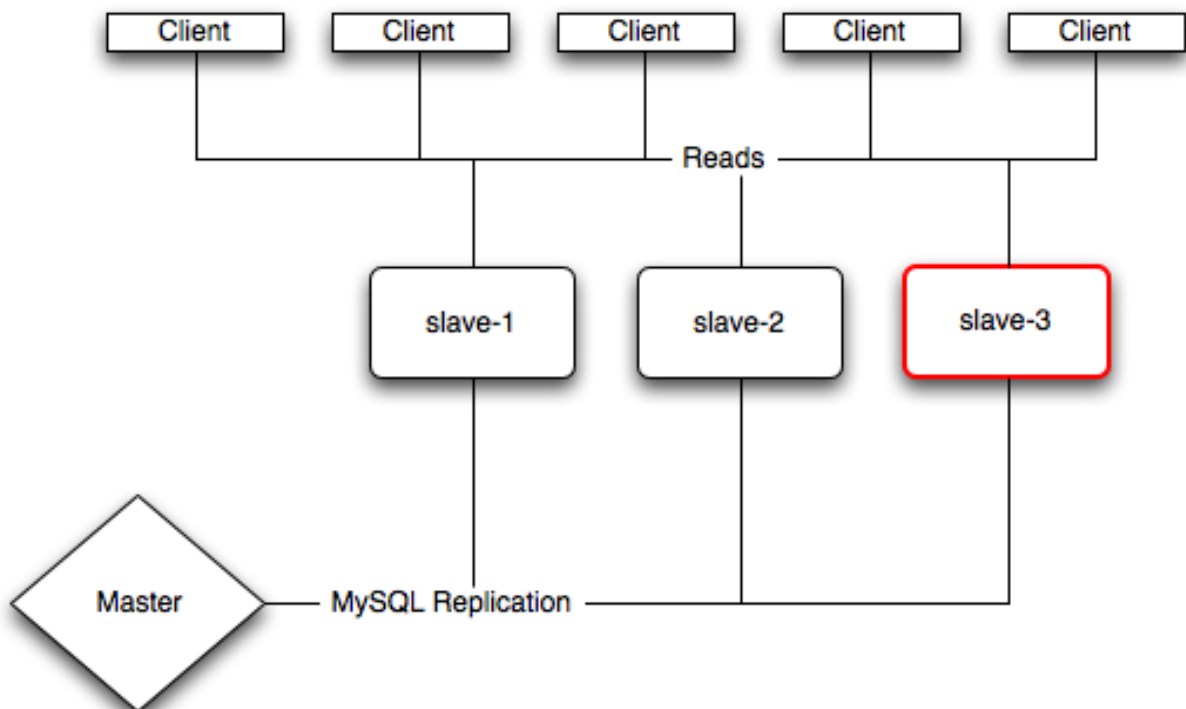 Client
Client
Client
Client
Client
Reads
slave-1
slave-2
slave-3
Master
MySQL Replication